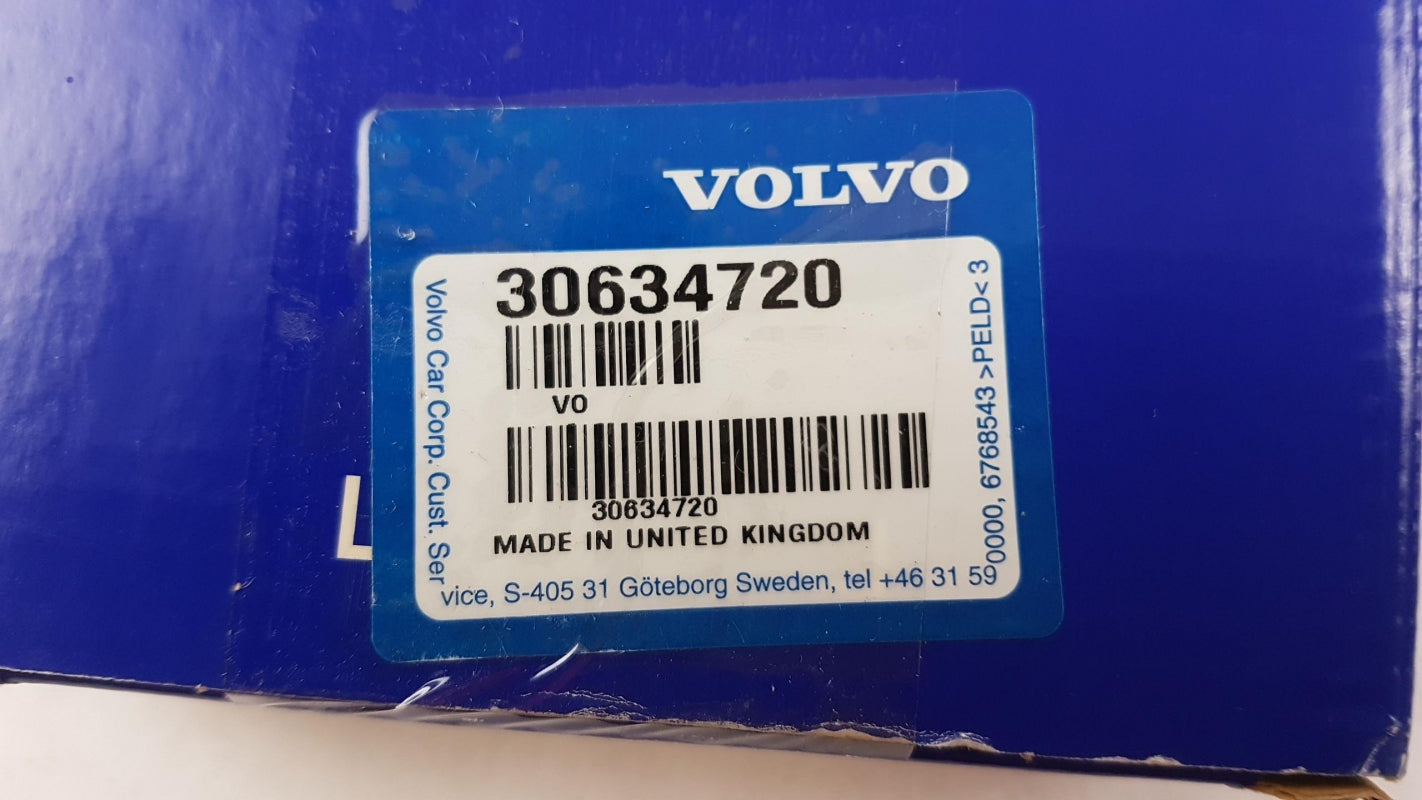 VOLVO
30634720
VO
30634720
MADE IN UNITED KINGDOM
Volvo Car Corp. Cust. Service, S-405 31 Göteborg Sweden, tel +46 31 590000, 6768543 >PELD< 3
L